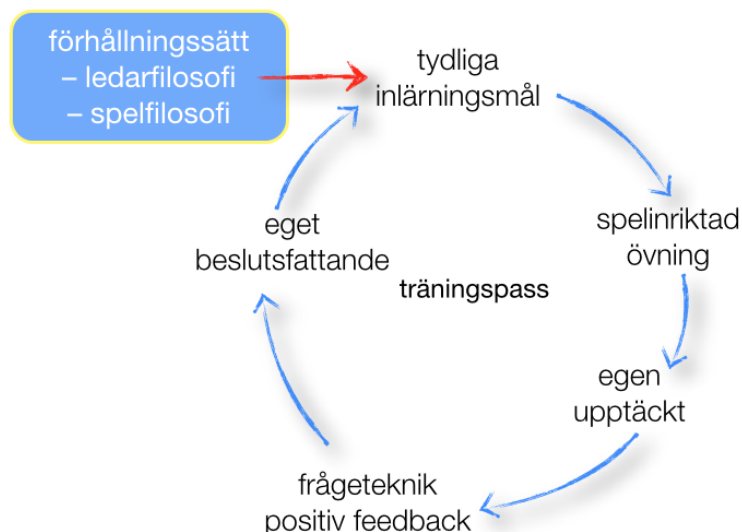 förhållningssätt
– ledarfilosofi
– spelfilosofi
tydliga
inlärningsmål
spelinriktad
övning
egen
upptäckt
frågeteknik
positiv feedback
eget
beslutsfattande
träningspass